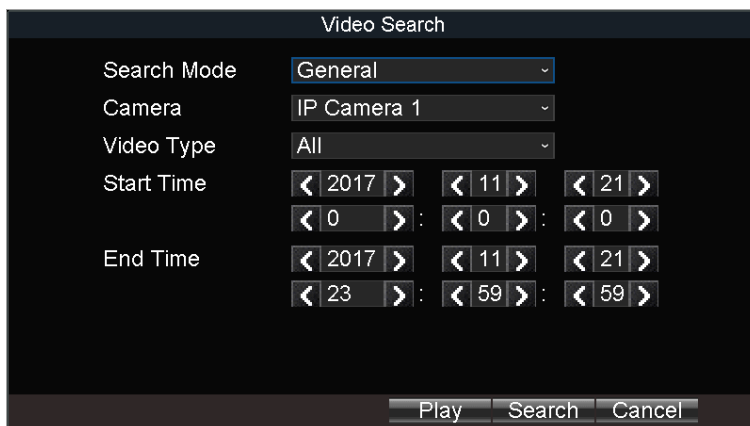 Video Search
Search Mode General
Camera IP Camera 1
Video Type All
Start Time 2017 11 21
0 : 0 : 0
End Time 2017 11 21
23 : 59 : 59
Play Search Cancel